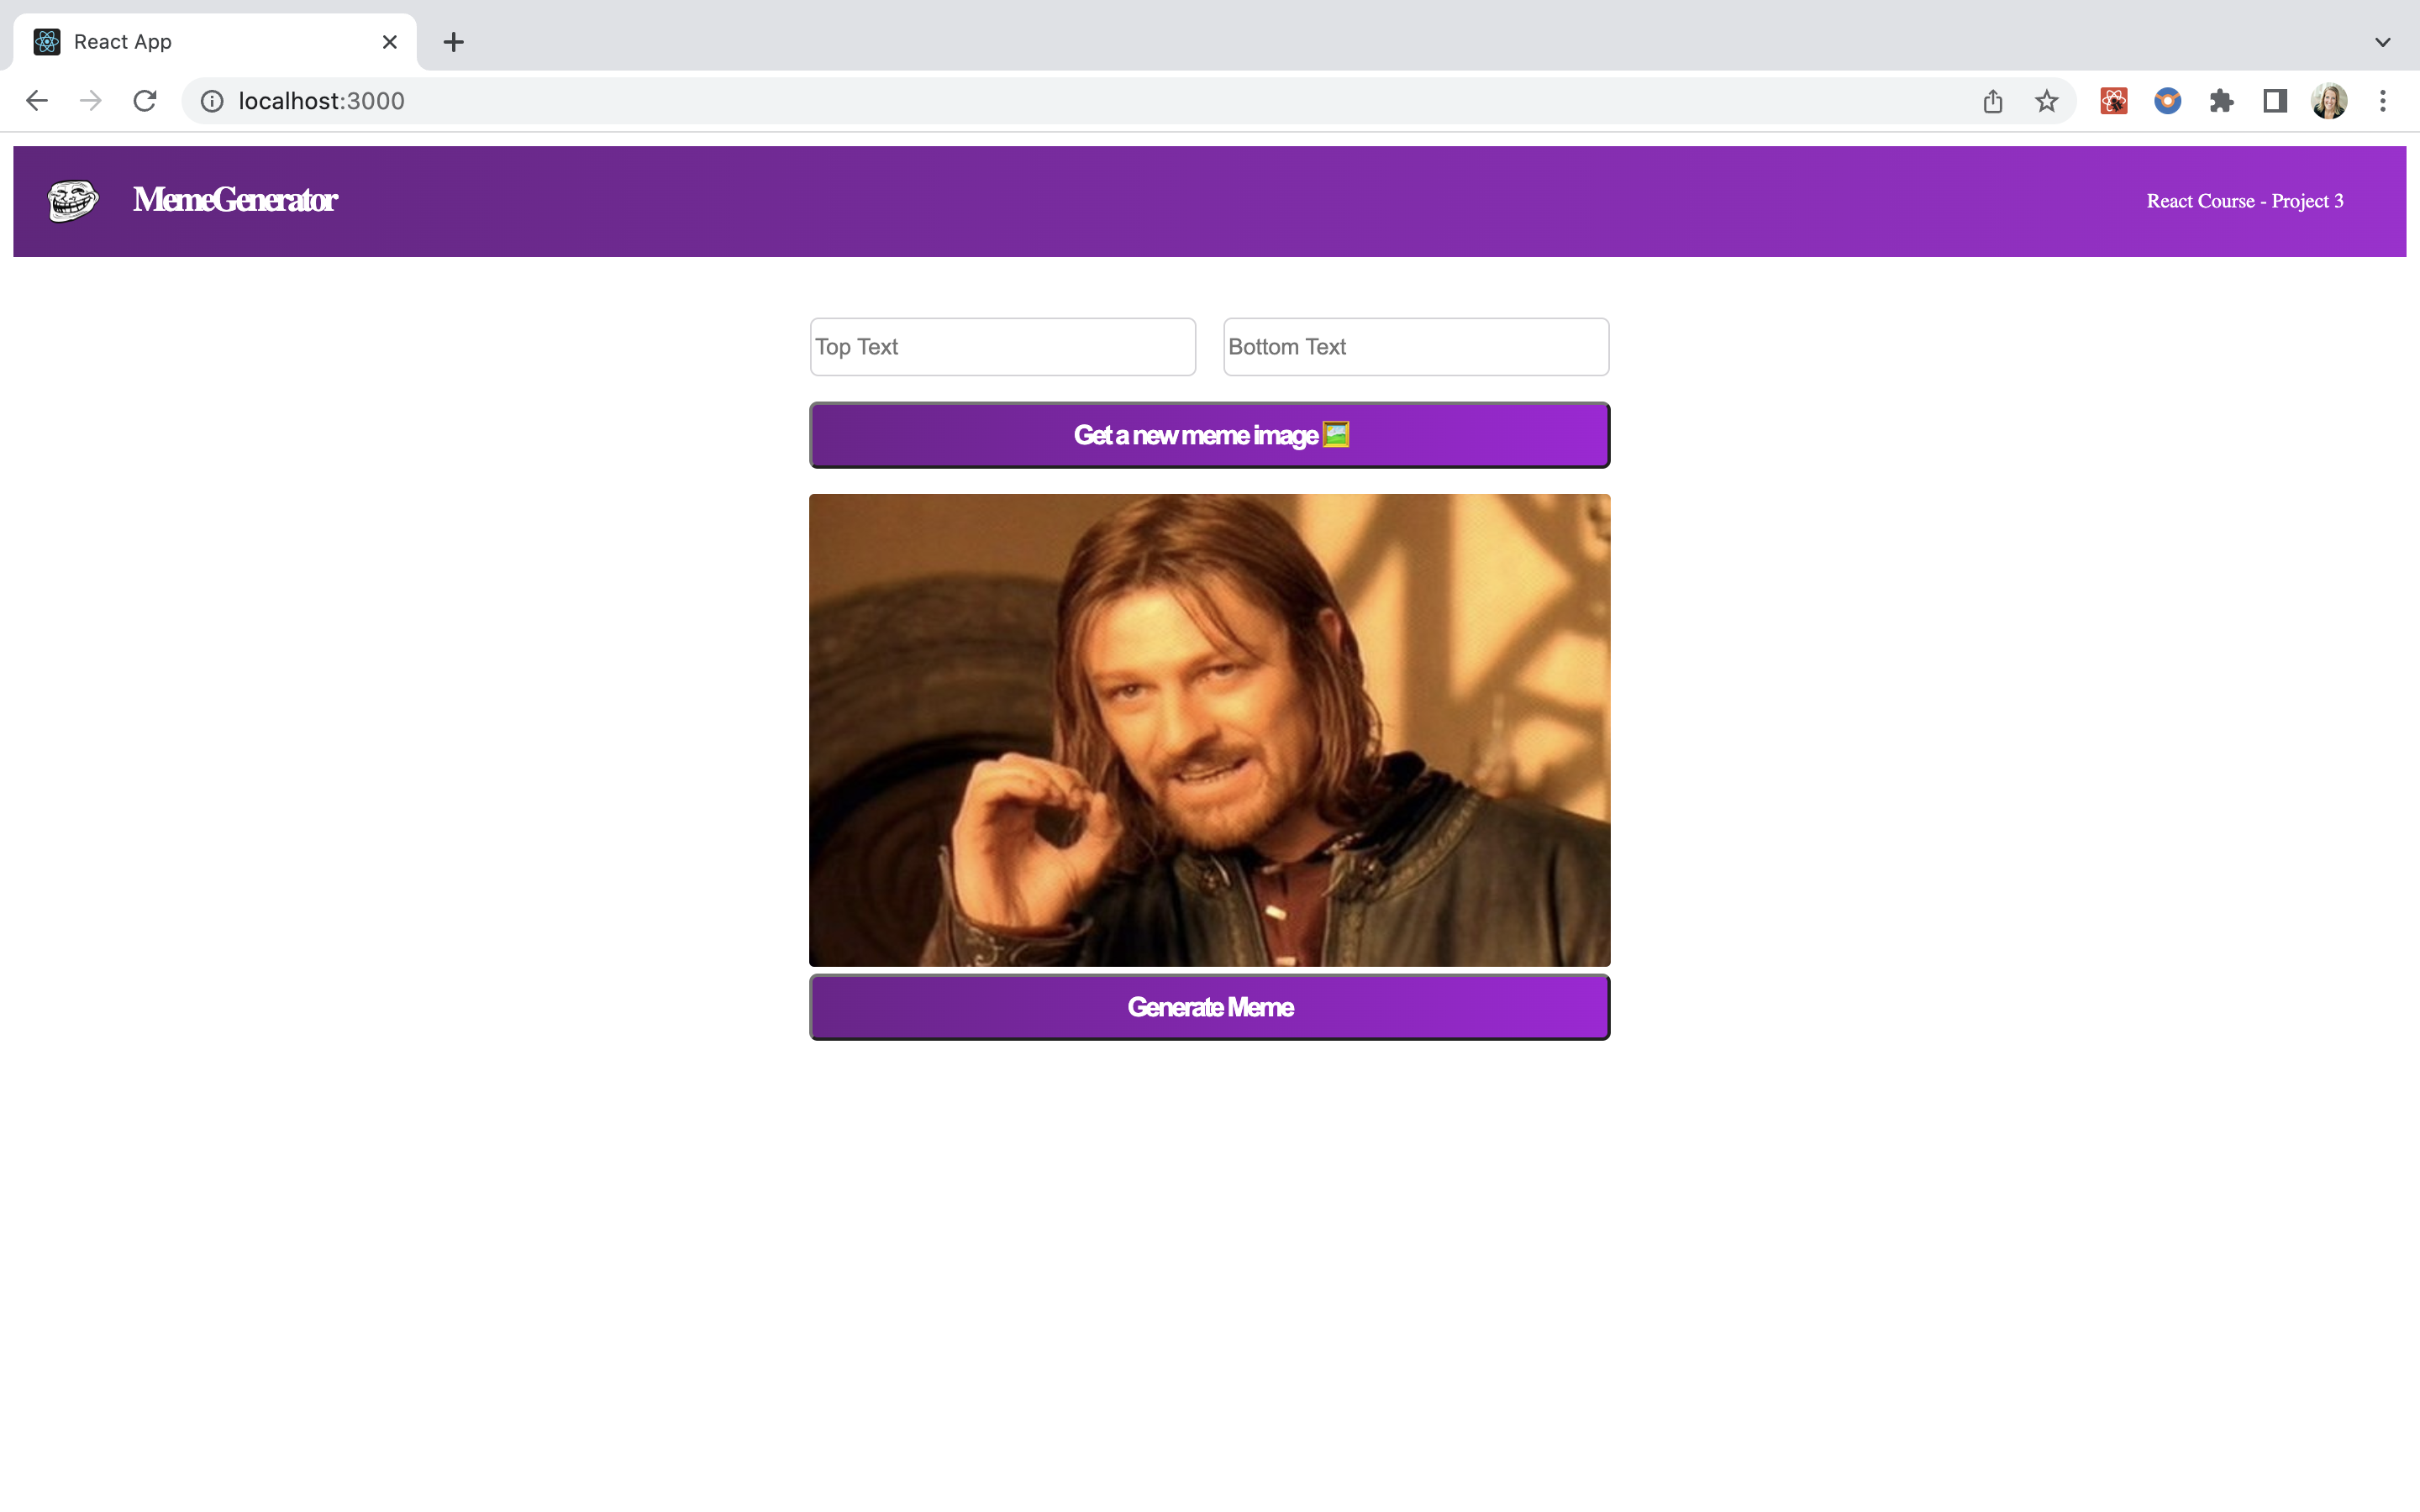 React App
localhost:3000
MemeGenerator
React Course - Project 3
Top Text
Bottom Text
Get a new meme image 🖼️
Generate Meme